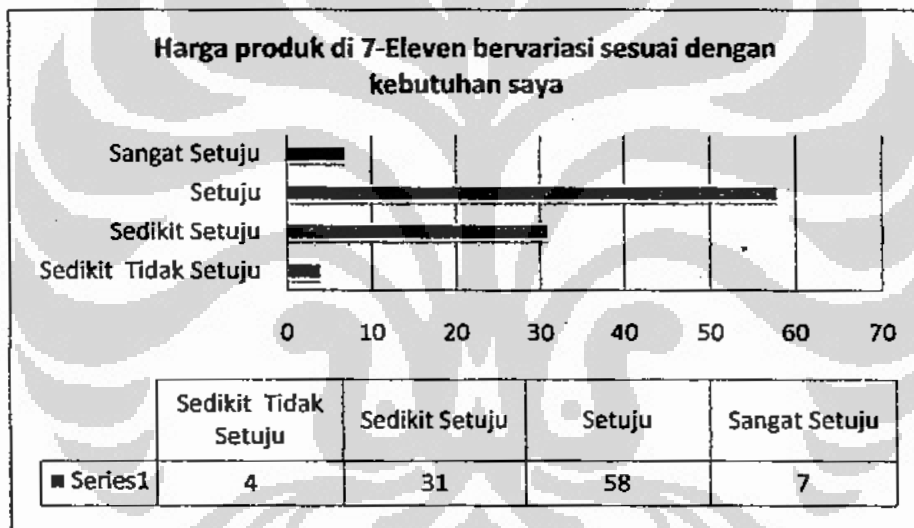 Harga produk di 7-Eleven bervariasi sesuai dengan
kebutuhan saya
Sangat Setuju
Setuju
Sedikit Setuju
Sedikit Tidak Setuju
0 10 20 30 40 50 60 70
Sedikit Tidak Setuju Sedikit Setuju Setuju Sangat Setuju
Series1 4 31 58 7